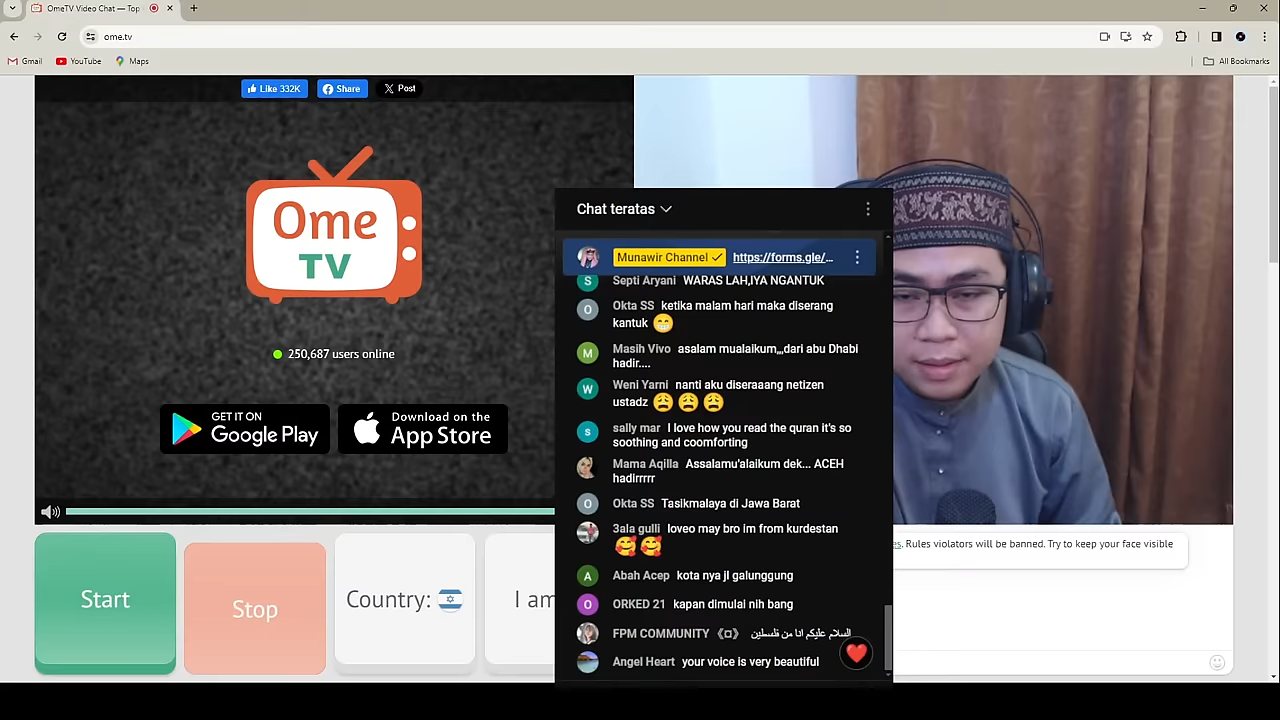 OmeTV Video Chat — Top
ome.tv
Gmail
YouTube
Maps
All Bookmarks
Like 332K
Share
Post
Ome
TV
250,687 users online
GET IT ON
Google Play
Download on the
App Store
Start
Stop
Country:
I am
Chat teratas
Munawir Channel https://forms.gle/...
S Septi Aryani WARAS LAH,IYA NGANTUK
O Okta SS ketika malam hari maka diserang
kantuk 😁
M Masih Vivo asalam mualaikum,,,dari abu Dhabi
hadir....
W Weni Yarni nanti aku diseraaang netizen
ustadz 😩😩😩
s sally mar I love how you read the quran it's so
soothing and coomforting
Mama Aqilla Assalamu'alaikum dek... ACEH
hadirrrrr
O Okta SS Tasikmalaya di Jawa Barat
3ala gulli loveo may bro im from kurdestan
🥰🥰
A Abah Acep kota nya jl galunggung
O ORKED 21 kapan dimulai nih bang
FPM COMMUNITY 《¤》 السلام عليكم انا من فلسطين
Angel Heart your voice is very beautiful
es. Rules violators will be banned. Try to keep your face visible